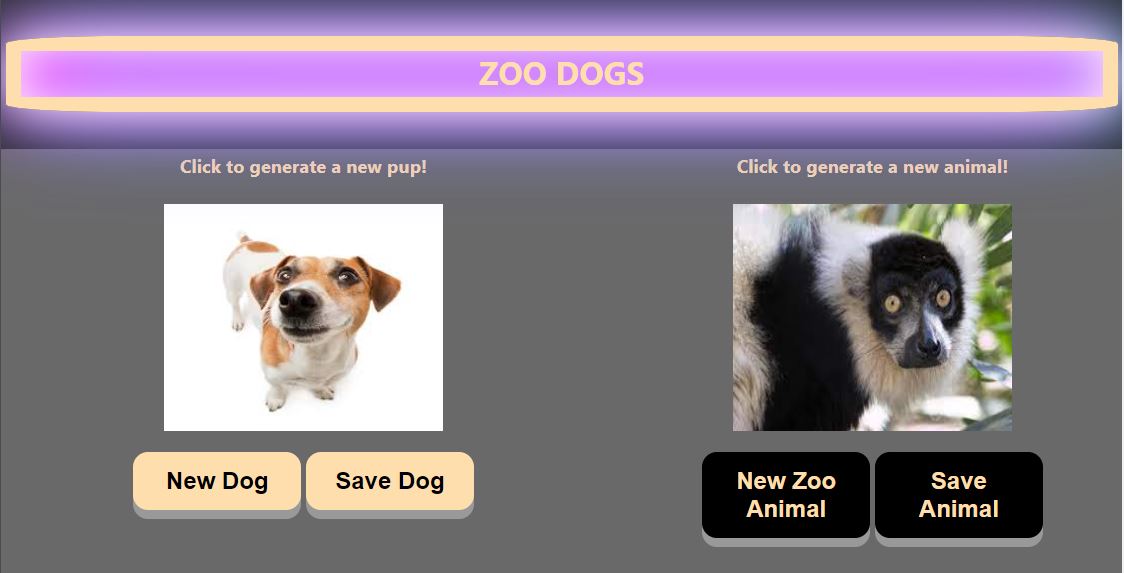 ZOO DOGS
Click to generate a new pup!
Click to generate a new animal!
New Dog
Save Dog
New Zoo
Animal
Save
Animal